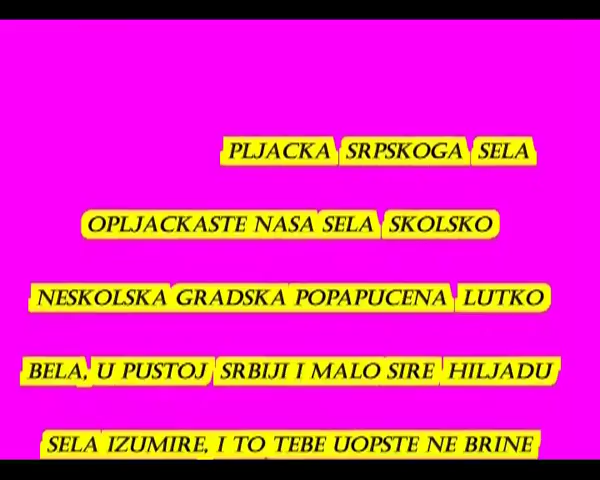 PLJACKA SRPSKOGA SELA
OPLJACKASTE NASA SELA SKOLSKO
NESKOLSKA GRADSKA POPAPUCENA LUTKO
BELA, U PUSTOJ SRBIJI I MALO SIRE HILJADU
SELA IZUMIRE, I TO TEBE UOPSTE NE BRINE